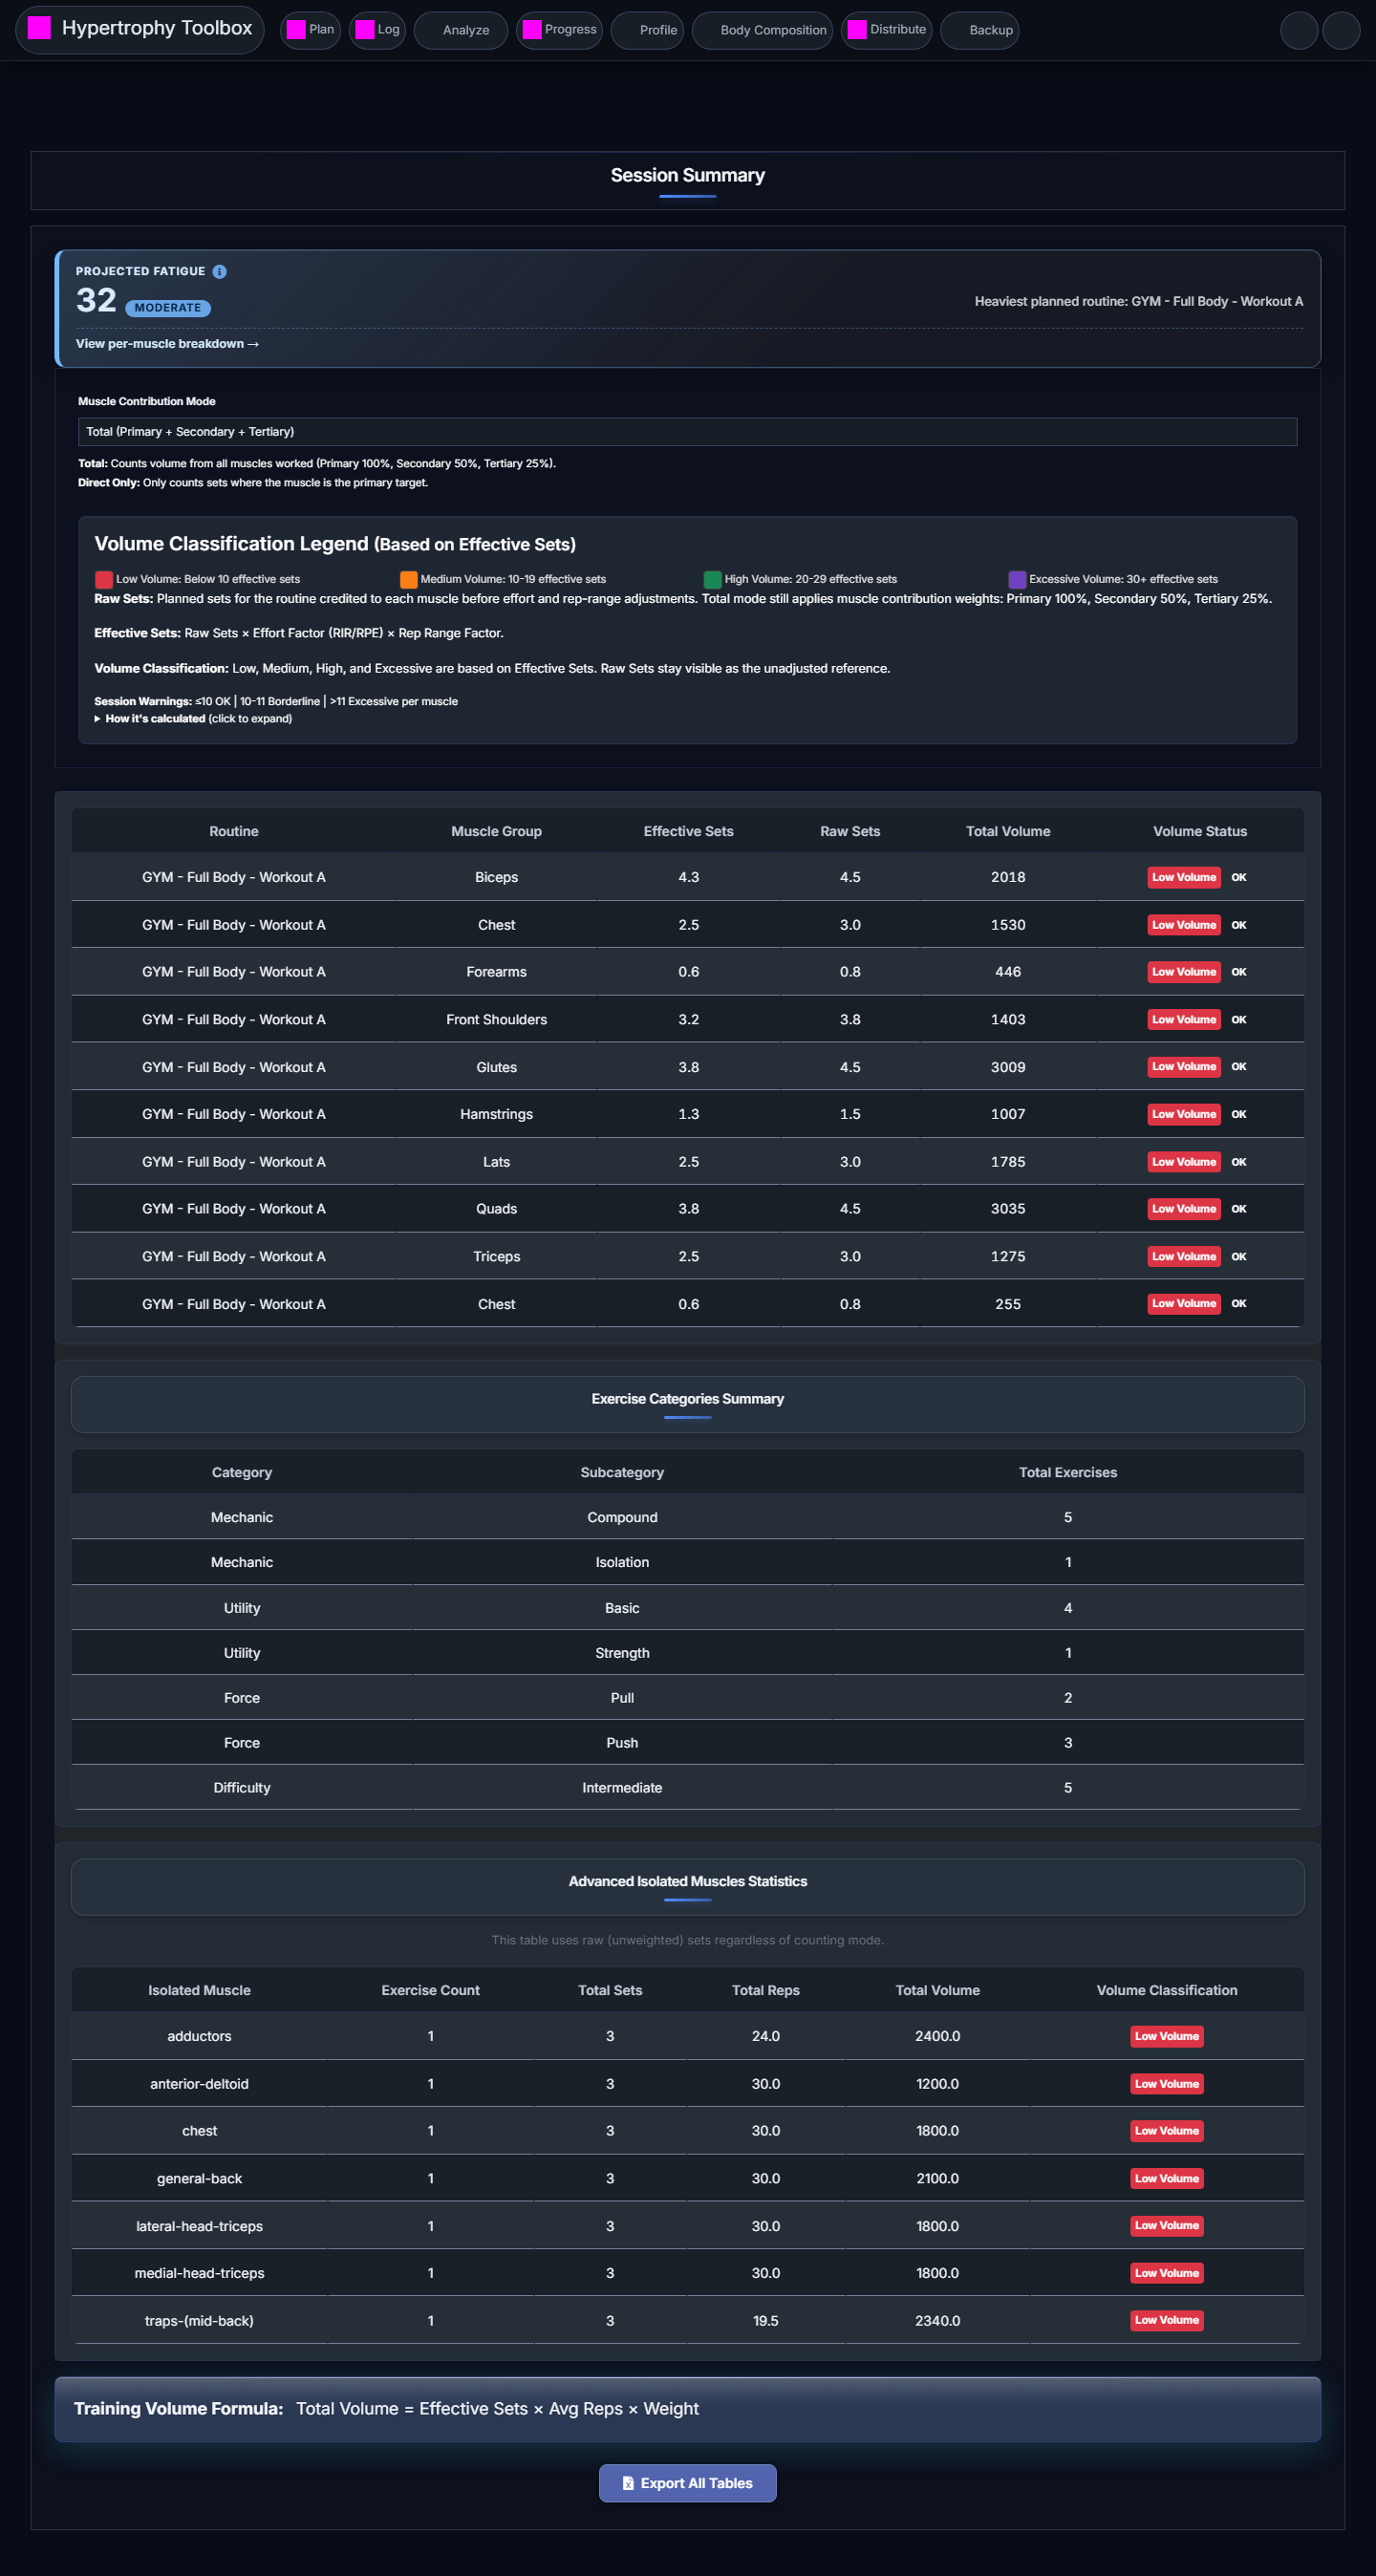 Hypertrophy Toolbox Plan Log Analyze Progress Profile Body Composition Distribute Backup
Session Summary
PROJECTED FATIGUE
32 MODERATE
Heaviest planned routine: GYM - Full Body - Workout A
View per-muscle breakdown →
Muscle Contribution Mode
Total (Primary + Secondary + Tertiary)
Total: Counts volume from all muscles worked (Primary 100%, Secondary 50%, Tertiary 25%).
Direct Only: Only counts sets where the muscle is the primary target.
Volume Classification Legend (Based on Effective Sets)
Low Volume: Below 10 effective sets Medium Volume: 10-19 effective sets High Volume: 20-29 effective sets Excessive Volume: 30+ effective sets
Raw Sets: Planned sets for the routine credited to each muscle before effort and rep-range adjustments. Total mode still applies muscle contribution weights: Primary 100%, Secondary 50%, Tertiary 25%.
Effective Sets: Raw Sets × Effort Factor (RIR/RPE) × Rep Range Factor.
Volume Classification: Low, Medium, High, and Excessive are based on Effective Sets. Raw Sets stay visible as the unadjusted reference.
Session Warnings: ≤10 OK | 10-11 Borderline | >11 Excessive per muscle
▶ How it's calculated (click to expand)
Routine Muscle Group Effective Sets Raw Sets Total Volume Volume Status
GYM - Full Body - Workout A Biceps 4.3 4.5 2018 Low Volume OK
GYM - Full Body - Workout A Chest 2.5 3.0 1530 Low Volume OK
GYM - Full Body - Workout A Forearms 0.6 0.8 446 Low Volume OK
GYM - Full Body - Workout A Front Shoulders 3.2 3.8 1403 Low Volume OK
GYM - Full Body - Workout A Glutes 3.8 4.5 3009 Low Volume OK
GYM - Full Body - Workout A Hamstrings 1.3 1.5 1007 Low Volume OK
GYM - Full Body - Workout A Lats 2.5 3.0 1785 Low Volume OK
GYM - Full Body - Workout A Quads 3.8 4.5 3035 Low Volume OK
GYM - Full Body - Workout A Triceps 2.5 3.0 1275 Low Volume OK
GYM - Full Body - Workout A Chest 0.6 0.8 255 Low Volume OK
Exercise Categories Summary
Category Subcategory Total Exercises
Mechanic Compound 5
Mechanic Isolation 1
Utility Basic 4
Utility Strength 1
Force Pull 2
Force Push 3
Difficulty Intermediate 5
Advanced Isolated Muscles Statistics
This table uses raw (unweighted) sets regardless of counting mode.
Isolated Muscle Exercise Count Total Sets Total Reps Total Volume Volume Classification
adductors 1 3 24.0 2400.0 Low Volume
anterior-deltoid 1 3 30.0 1200.0 Low Volume
chest 1 3 30.0 1800.0 Low Volume
general-back 1 3 30.0 2100.0 Low Volume
lateral-head-triceps 1 3 30.0 1800.0 Low Volume
medial-head-triceps 1 3 30.0 1800.0 Low Volume
traps-(mid-back) 1 3 19.5 2340.0 Low Volume
Training Volume Formula: Total Volume = Effective Sets × Avg Reps × Weight
Export All Tables